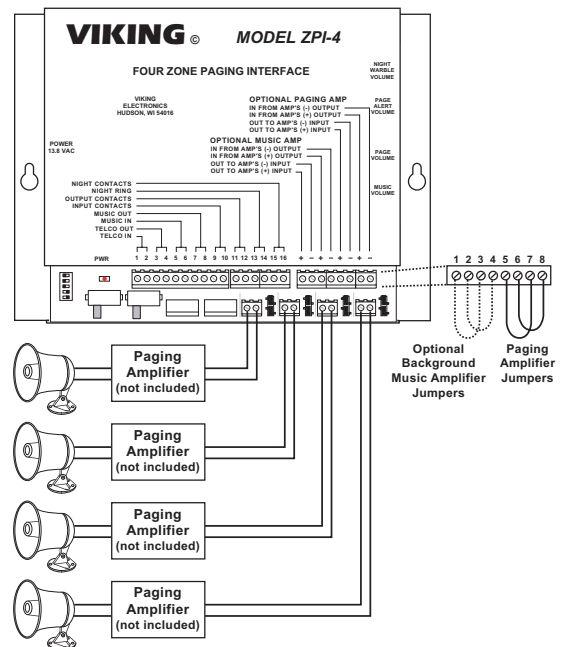 VIKING © MODEL ZPI-4
FOUR ZONE PAGING INTERFACE
VIKING
ELECTRONICS
HUDSON, WI 54016
POWER
13.8 VAC
NIGHT
WARBLE
VOLUME
PAGE
ALERT
VOLUME
PAGE
VOLUME
MUSIC
VOLUME
OPTIONAL PAGING AMP
IN FROM AMP'S (-) OUTPUT
IN FROM AMP'S (+) OUTPUT
OUT TO AMP'S (-) INPUT
OUT TO AMP'S (+) INPUT
OPTIONAL MUSIC AMP
IN FROM AMP'S (-) OUTPUT
IN FROM AMP'S (+) OUTPUT
OUT TO AMP'S (-) INPUT
OUT TO AMP'S (+) INPUT
NIGHT CONTACTS
NIGHT RING
OUTPUT CONTACTS
INPUT CONTACTS
MUSIC OUT
MUSIC IN
TELCO OUT
TELCO IN
PWR 1 2 3 4 5 6 7 8 9 10 11 12 13 14 15 16 + - + - + - + -
1 2 3 4 5 6 7 8
Optional
Background
Music Amplifier
Jumpers
Paging
Amplifier
Jumpers
Paging
Amplifier
(not included)
Paging
Amplifier
(not included)
Paging
Amplifier
(not included)
Paging
Amplifier
(not included)